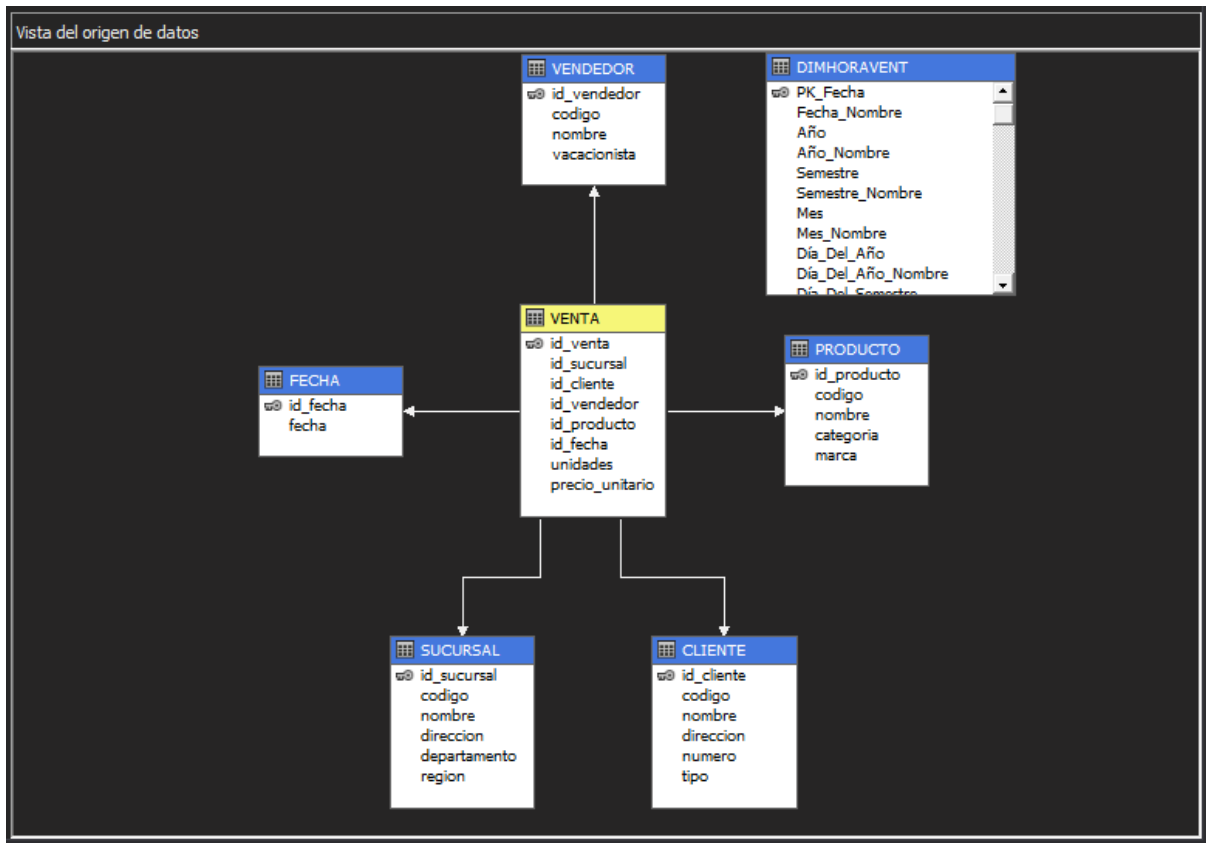 Vista del origen de datos
VENDEDOR
id_vendedor
codigo
nombre
vacacionista
DIMHORAVENT
PK_Fecha
Fecha_Nombre
Año
Año_Nombre
Semestre
Semestre_Nombre
Mes
Mes_Nombre
Día_Del_Año
Día_Del_Año_Nombre
Día_Del_Semestre
VENTA
id_venta
id_sucursal
id_cliente
id_vendedor
id_producto
id_fecha
unidades
precio_unitario
FECHA
id_fecha
fecha
PRODUCTO
id_producto
codigo
nombre
categoria
marca
SUCURSAL
id_sucursal
codigo
nombre
direccion
departamento
region
CLIENTE
id_cliente
codigo
nombre
direccion
numero
tipo